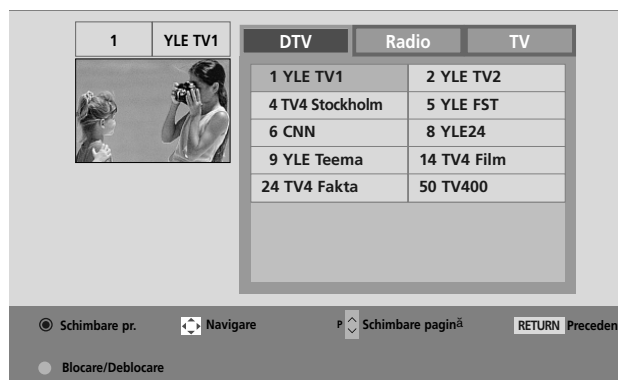 1 YLE TV1
DTV Radio TV
1 YLE TV1 2 YLE TV2
4 TV4 Stockholm 5 YLE FST
6 CNN 8 YLE24
9 YLE Teema 14 TV4 Film
24 TV4 Fakta 50 TV400
Schimbare pr. Navigare P Schimbare pagină RETURN Preceden
Blocare/Deblocare